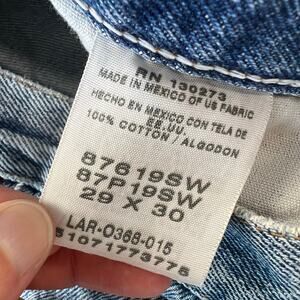 RN 130273
MADE IN MEXICO OF US FABRIC
HECHO EN MEXICO CON TELA DE
EE.UU.
100% COTTON / ALGODON
87619SW
87P19SW
29 X 30
LAR-0368-015
51071773775